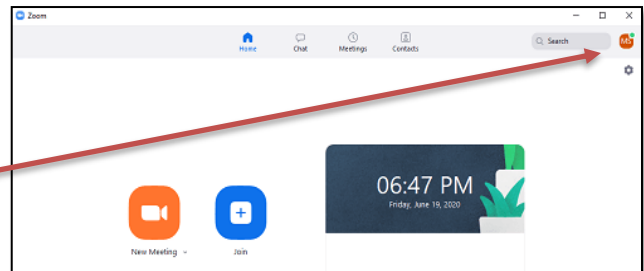 Zoom
Home Chat Meetings Contacts
Search
MS
06:47 PM
Friday, June 19, 2020
New Meeting
Join